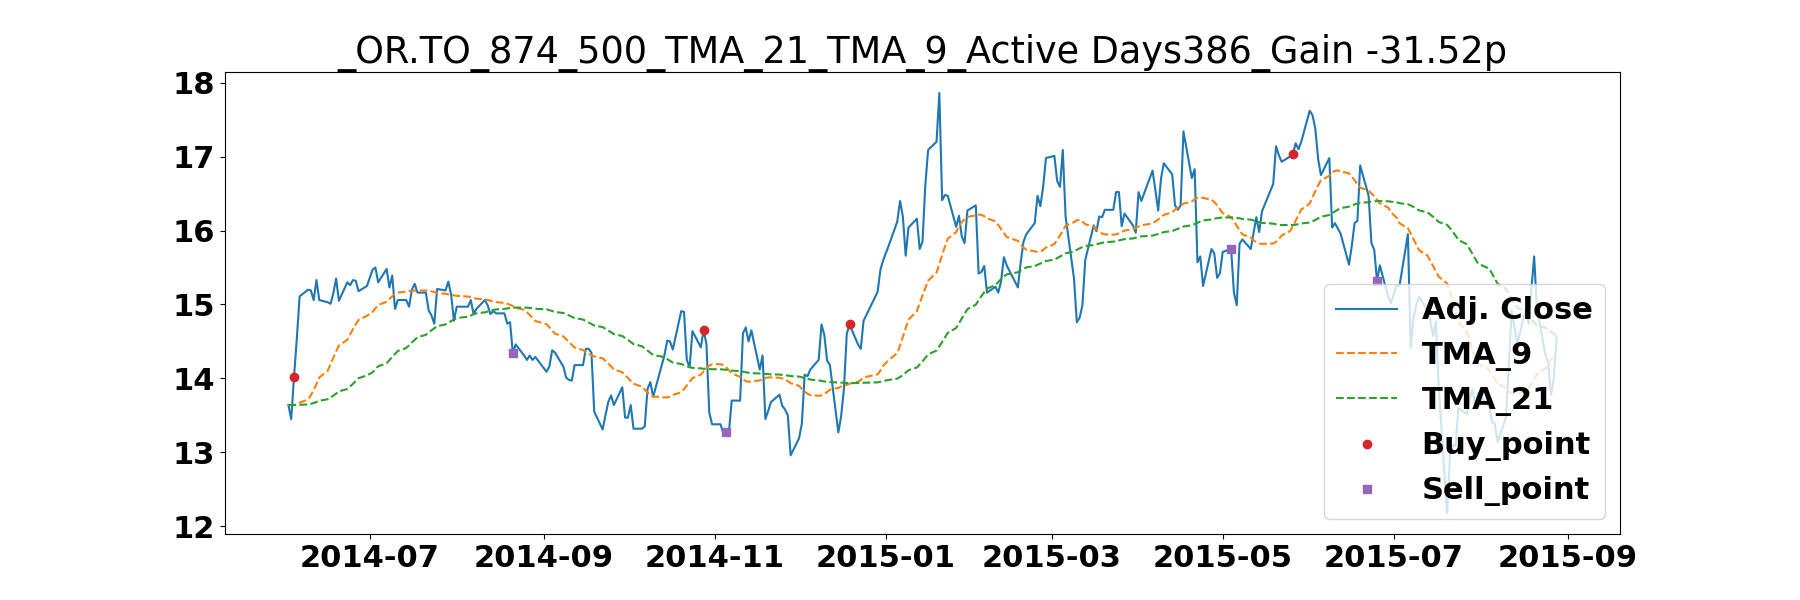 _OR.TO_874_500_TMA_21_TMA_9_Active Days386_Gain -31.52p
18
17
16
15
14
13
12
Adj. Close
TMA_9
TMA_21
Buy_point
Sell_point
2014-07 2014-09 2014-11 2015-01 2015-03 2015-05 2015-07 2015-09